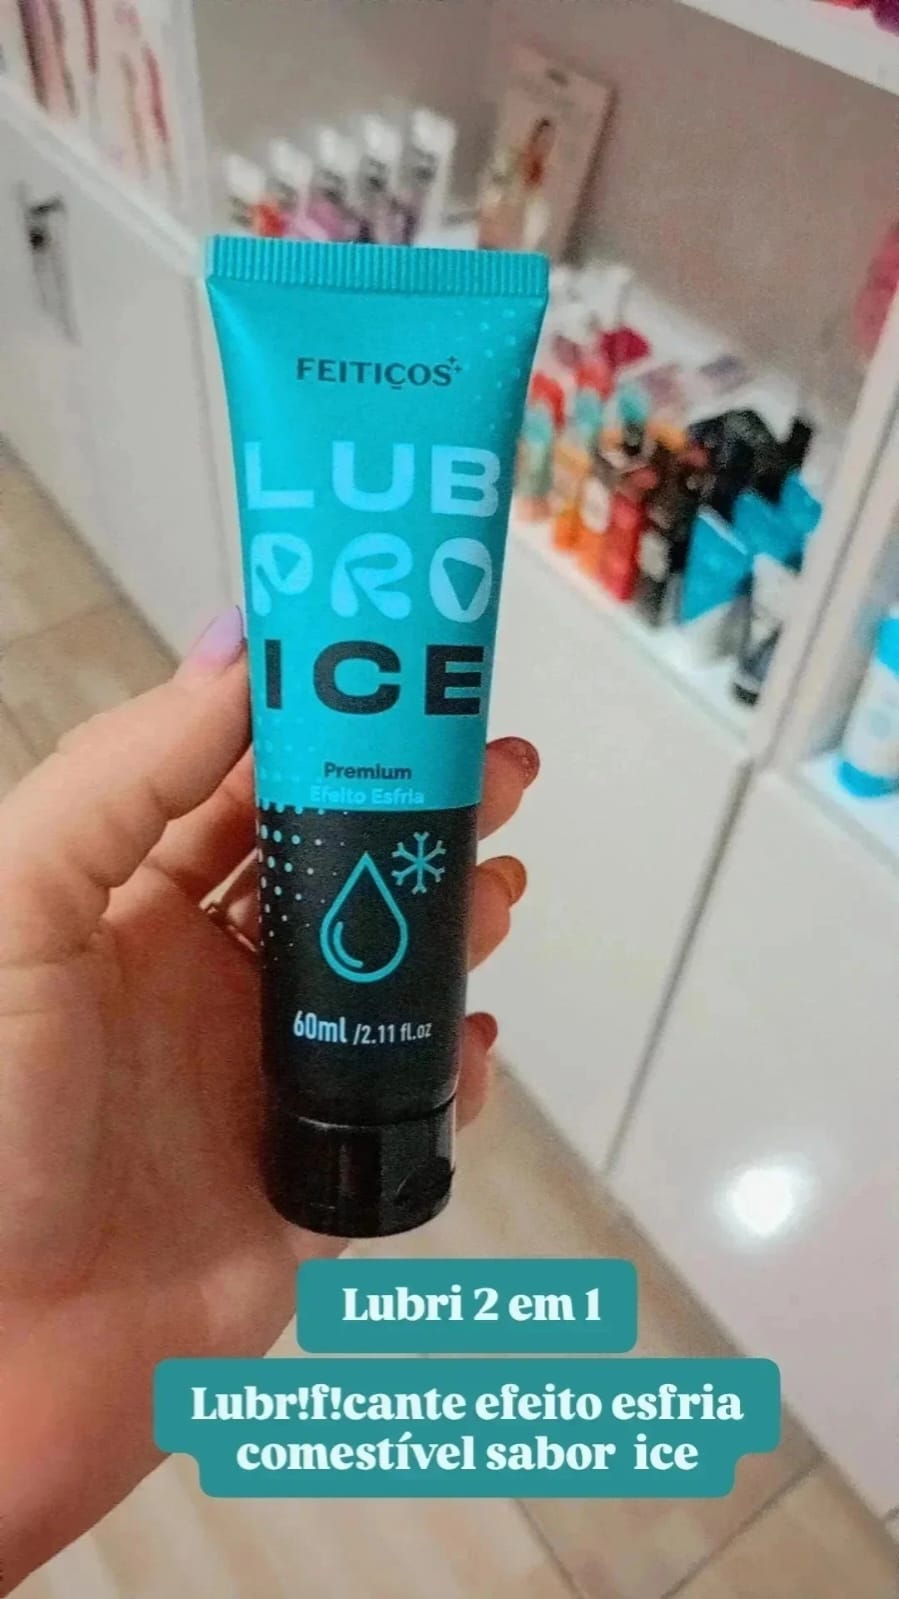 FEITIÇOS
LUB
PRO
ICE
Premium
Efeito Esfria
60ml /2.11 fl.oz
Lubri 2 em 1
Lubr!f!cante efeito esfria
comestível sabor ice